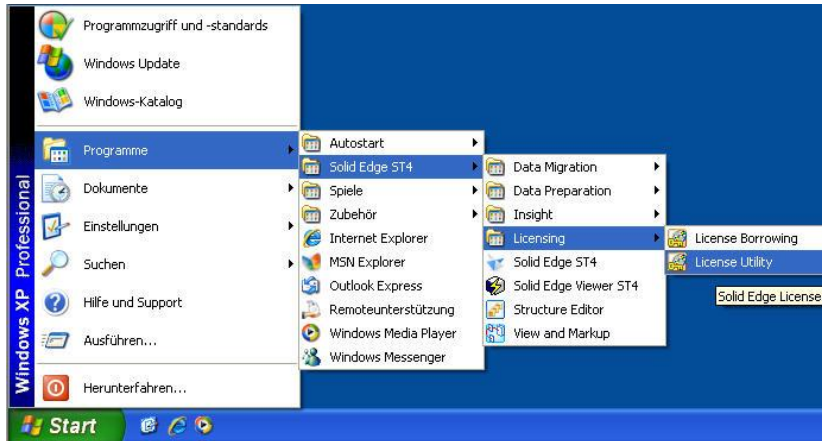 Programmzugriff und -standards
Windows Update
Windows-Katalog
Programme
Dokumente
Einstellungen
Suchen
Hilfe und Support
Ausführen...
Herunterfahren...
Windows XP Professional
Autostart
Solid Edge ST4
Spiele
Zubehör
Internet Explorer
MSN Explorer
Outlook Express
Remoteunterstützung
Windows Media Player
Windows Messenger
Data Migration
Data Preparation
Insight
Licensing
Solid Edge ST4
Solid Edge Viewer ST4
Structure Editor
View and Markup
License Borrowing
License Utility
Solid Edge License
Start